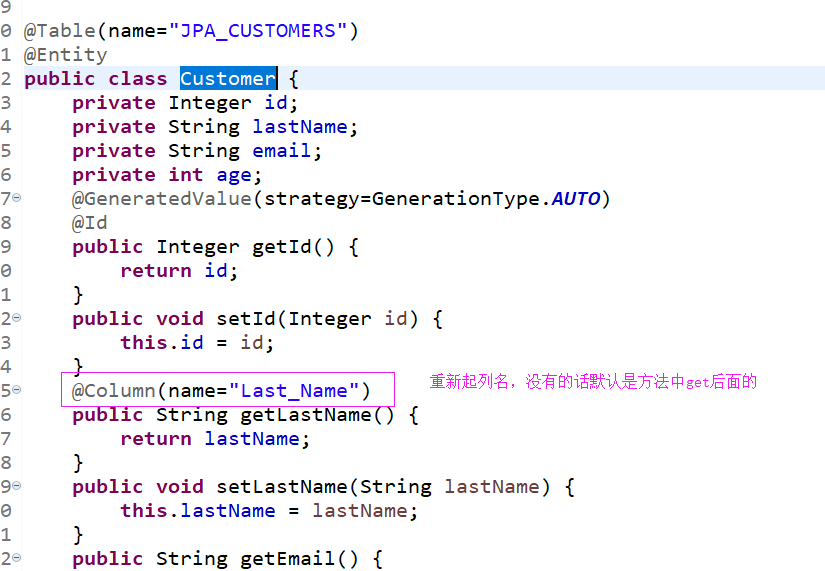 9
0 @Table(name="JPA_CUSTOMERS")
1 @Entity
2 public class Customer {
3 private Integer id;
4 private String lastName;
5 private String email;
6 private int age;
7 @GeneratedValue(strategy=GenerationType.AUTO)
8 @Id
9 public Integer getId() {
0 return id;
1 }
2 public void setId(Integer id) {
3 this.id = id;
4 }
5 @Column(name="Last_Name") 重新起列名，没有的话默认是方法中get后面的
6 public String getLastName() {
7 return lastName;
8 }
9 public void setLastName(String lastName) {
0 this.lastName = lastName;
1 }
2 public String getEmail() {